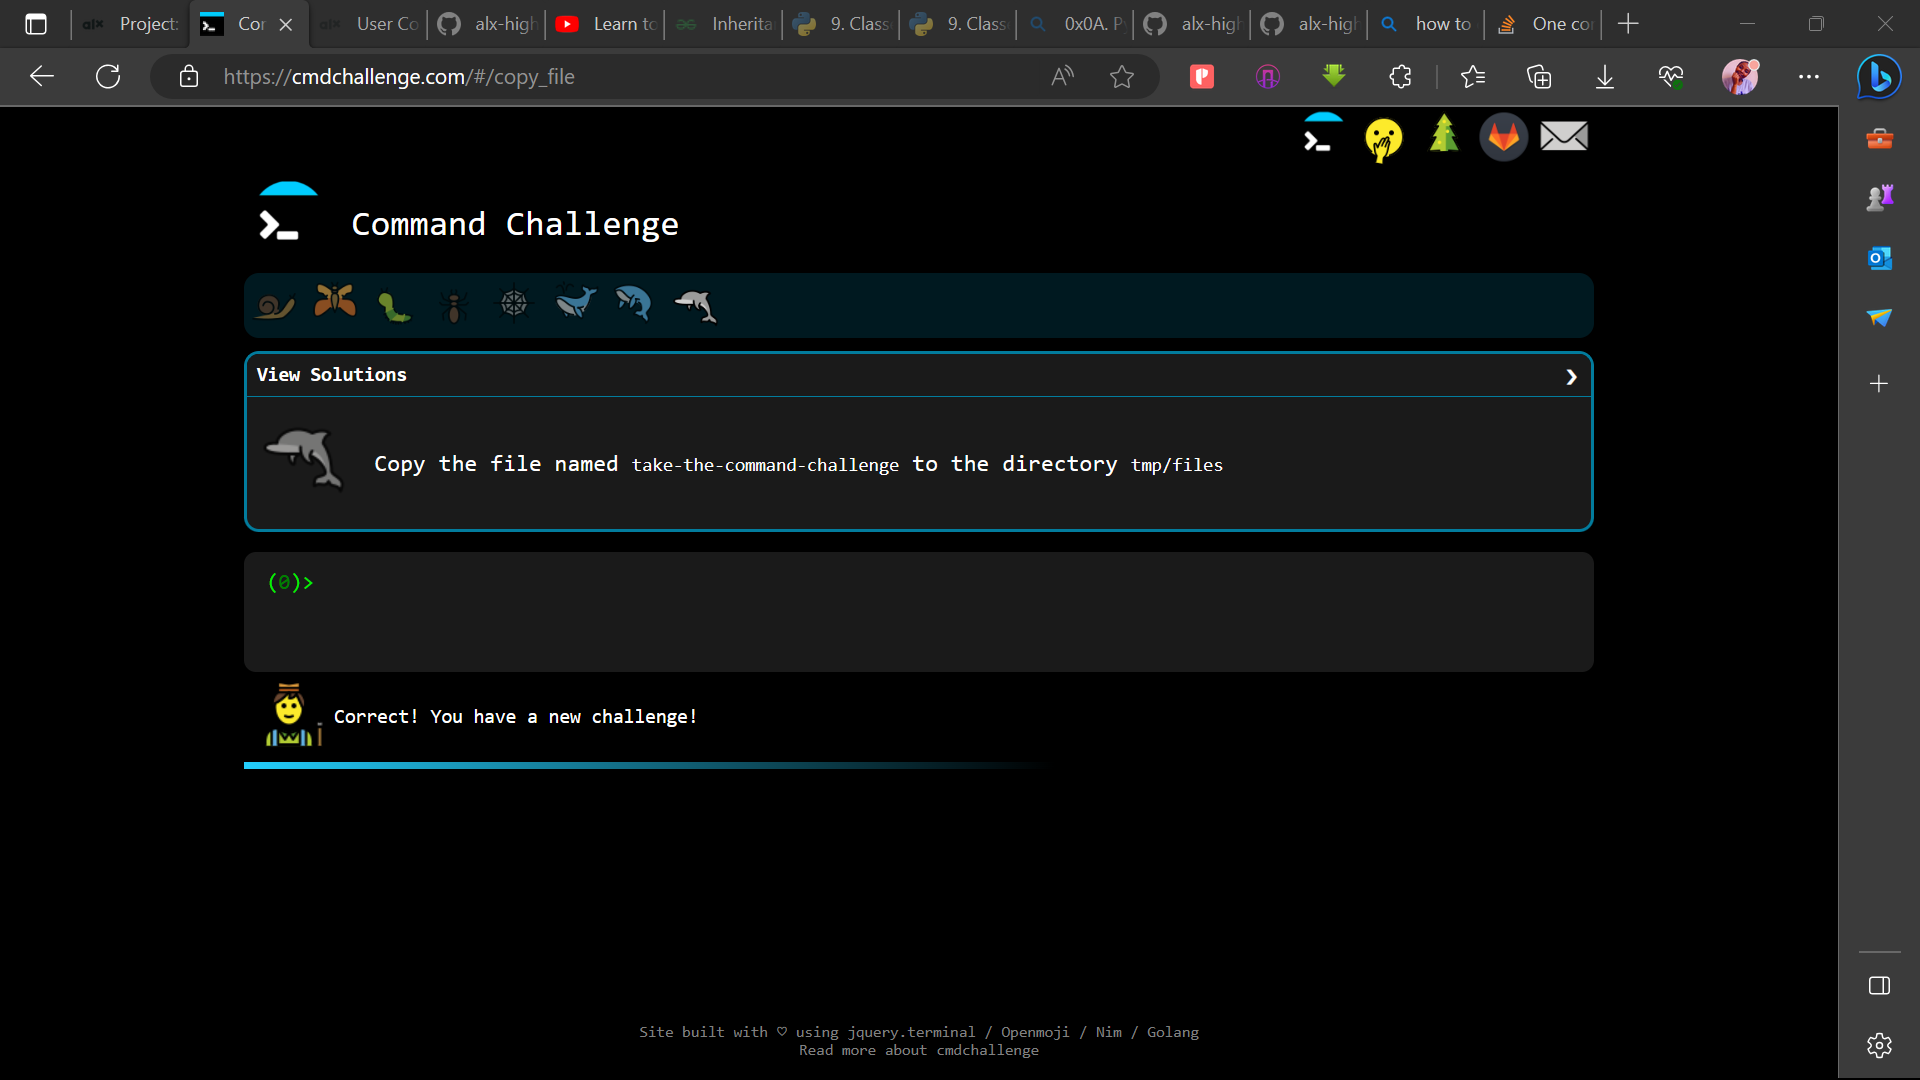 Project: Cor User Co alx-high Learn to Inherita 9. Class 9. Class 0x0A. Py alx-high alx-high how to One cor
https://cmdchallenge.com/#/copy_file
Command Challenge
View Solutions
Copy the file named take-the-command-challenge to the directory tmp/files
(0)>
Correct! You have a new challenge!
Site built with ♡ using jquery.terminal / Openmoji / Nim / Golang
Read more about cmdchallenge